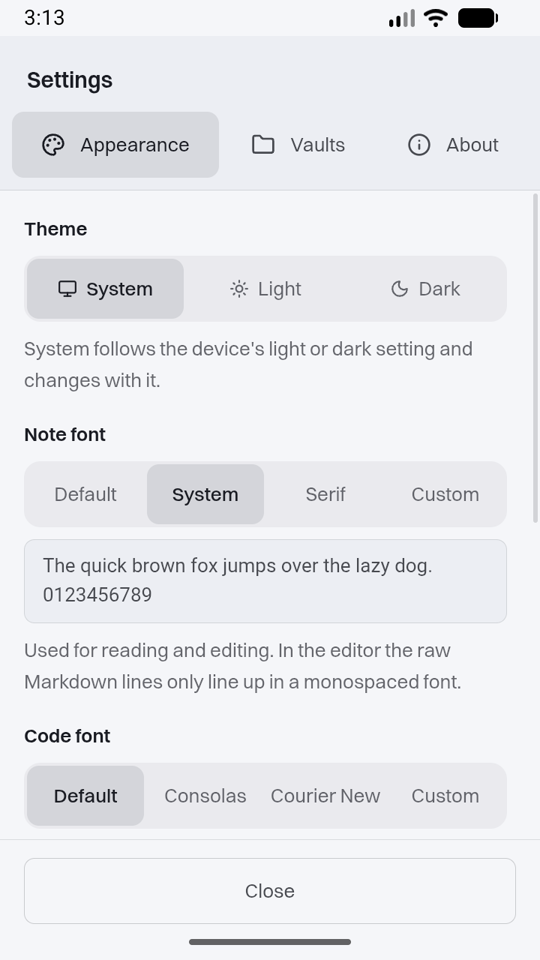 3:13
Settings
Appearance
Vaults
About
Theme
System
Light
Dark
System follows the device's light or dark setting and
changes with it.
Note font
Default
System
Serif
Custom
The quick brown fox jumps over the lazy dog.
0123456789
Used for reading and editing. In the editor the raw
Markdown lines only line up in a monospaced font.
Code font
Default
Consolas
Courier New
Custom
Close